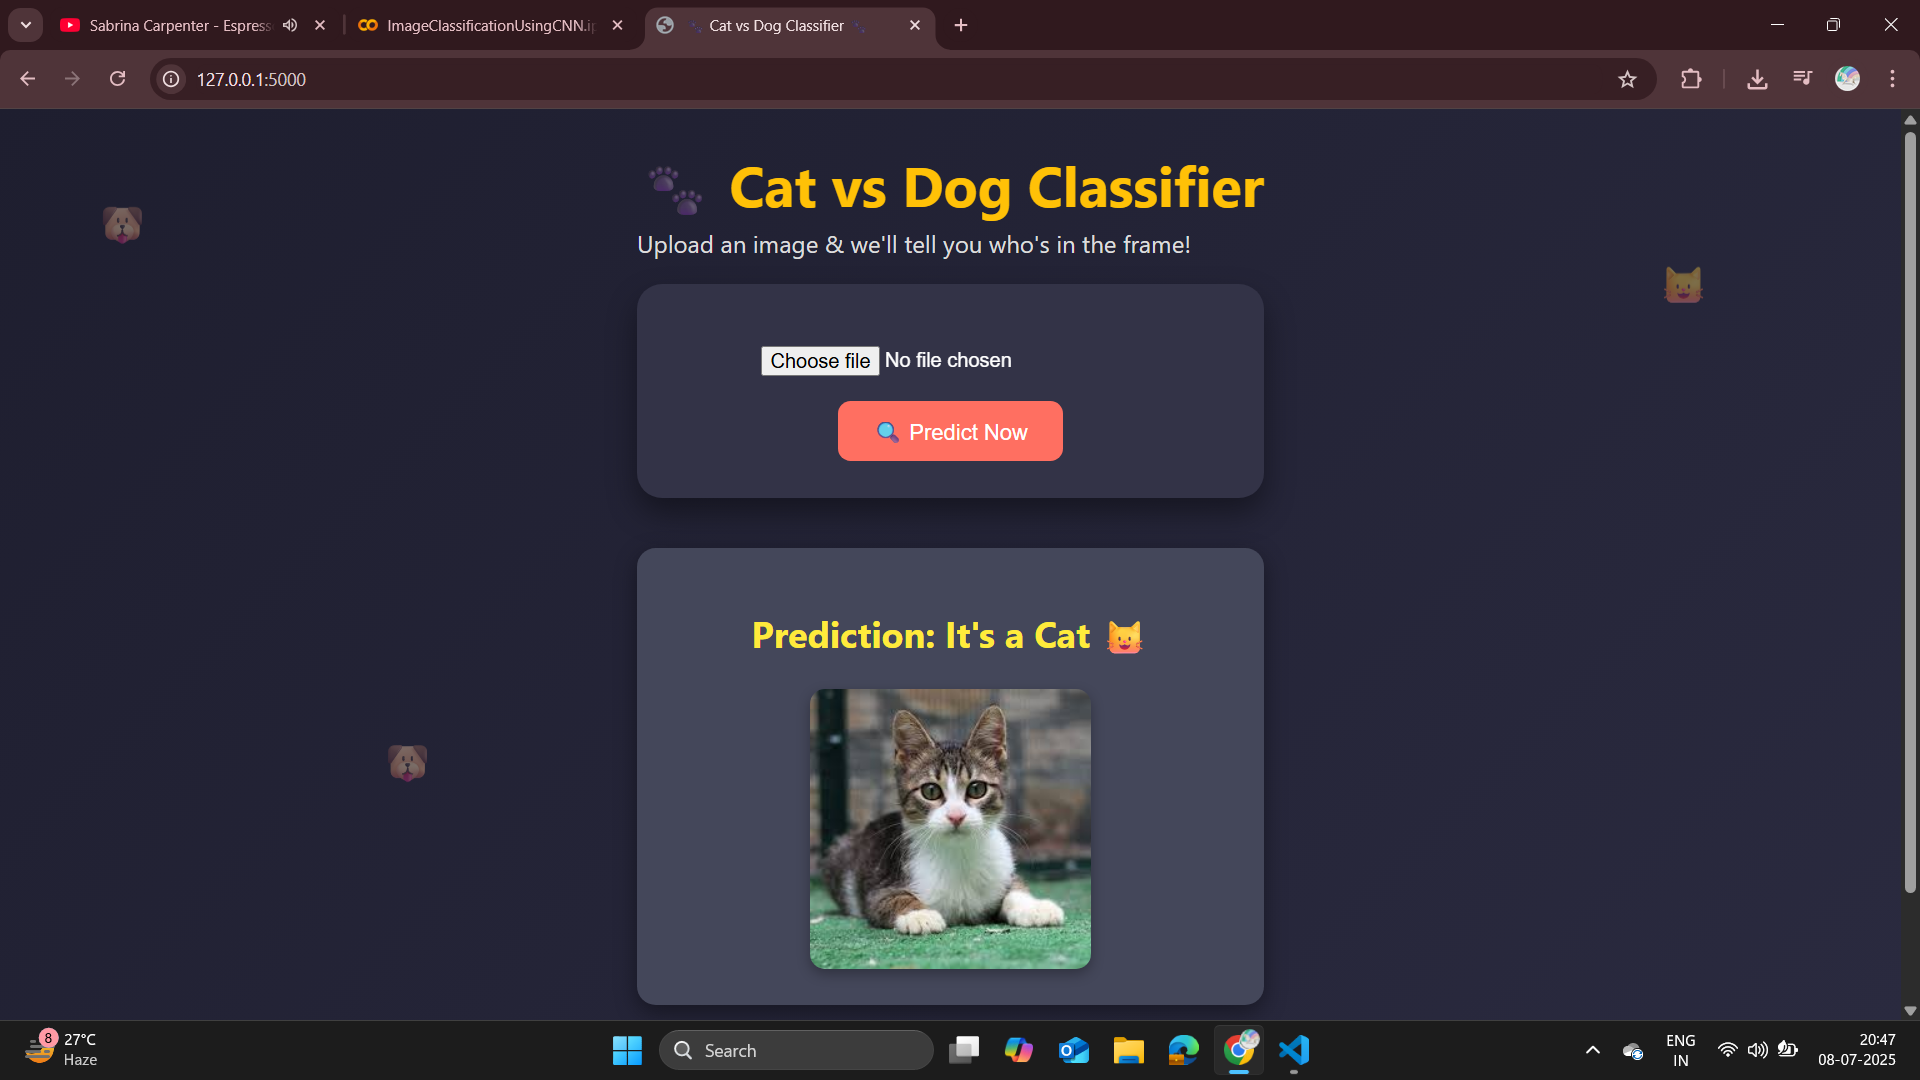 Sabrina Carpenter - Espress
ImageClassificationUsingCNN.ip
🐾 Cat vs Dog Classifier 🐾
127.0.0.1:5000
🐾 Cat vs Dog Classifier
Upload an image & we'll tell you who's in the frame!
Choose file No file chosen
🔍 Predict Now
Prediction: It's a Cat 😺
8
27°C
Haze
Search
ENG
IN
20:47
08-07-2025